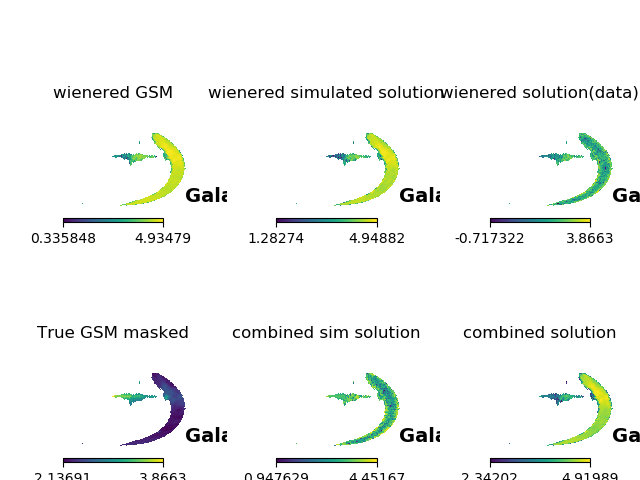 wienered GSM
wienered simulated solution
wienered solution(data)
Gala
Gala
Ga
0.335848 4.93479
1.28274 4.94882
-0.717322 3.8663
True GSM masked
combined sim solution
combined solution
Gala
Gala
Ga
2.13691 3.8663
0.947629 4.45167
2.34202 4.91989